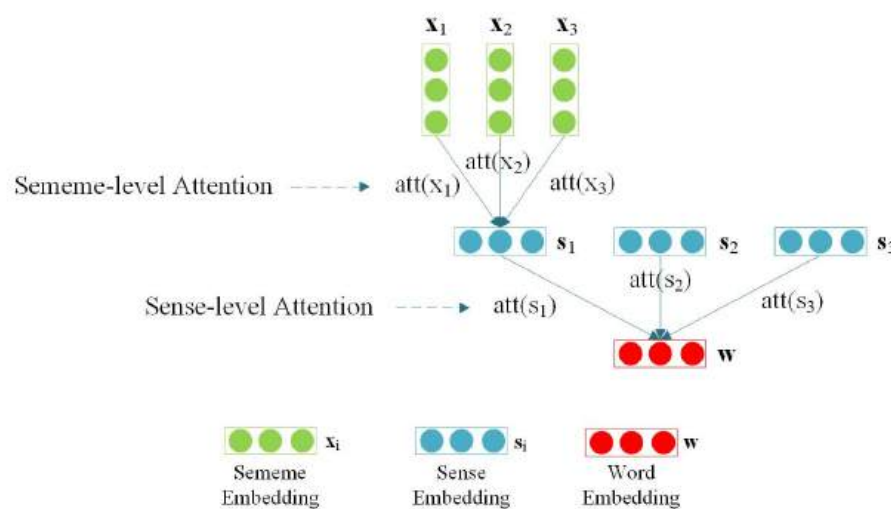 x1 x2 x3
att(x2)
Sememe-level Attention att(x1) att(x3)
s1 s2 s3
att(s2)
Sense-level Attention att(s1) att(s3)
w
xi si w
Sememe Embedding
Sense Embedding
Word Embedding